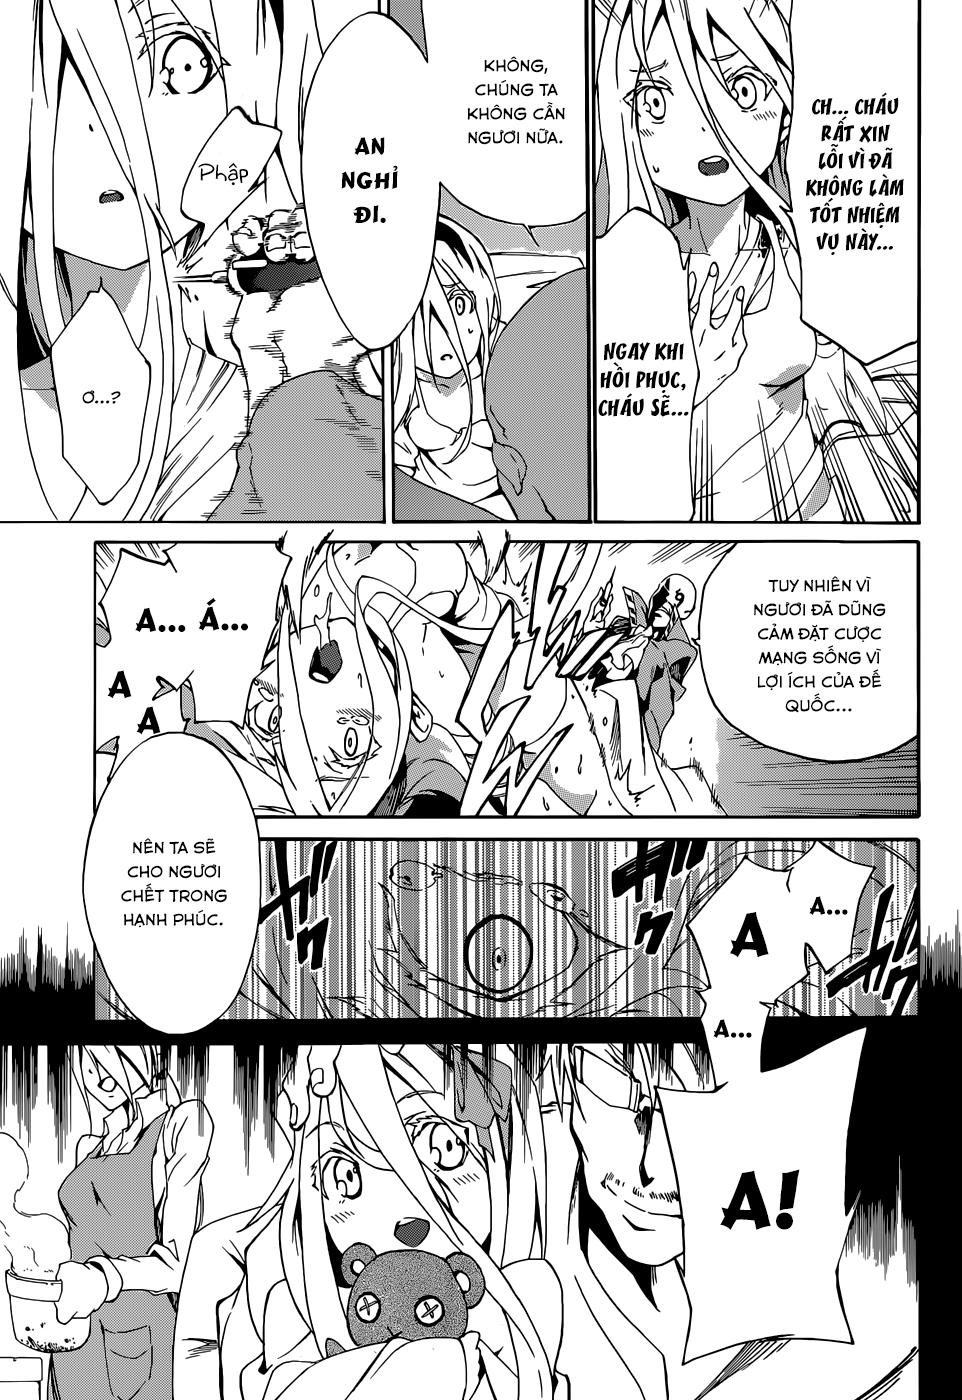 CH... CHÁU
RẤT XIN
LỖI VÌ ĐÃ
KHÔNG LÀM
TỐT NHIỆM
VỤ NÀY...
NGAY KHI
HỒI PHỤC,
CHÁU SẼ...
KHÔNG,
CHÚNG TA
KHÔNG CẦN
NGƯƠI NỮA.
AN
NGHỈ
ĐI.
Phập
Ơ...?
TUY NHIÊN VÌ
NGƯƠI ĐÃ DŨNG
CẢM ĐẶT CƯỢC
MẠNG SỐNG VÌ
LỢI ÍCH CỦA ĐẾ
QUỐC...
A... Á...
A
A
NÊN TA SẼ
CHO NGƯƠI
CHẾT TRONG
HẠNH PHÚC.
A...
A
A...
A!